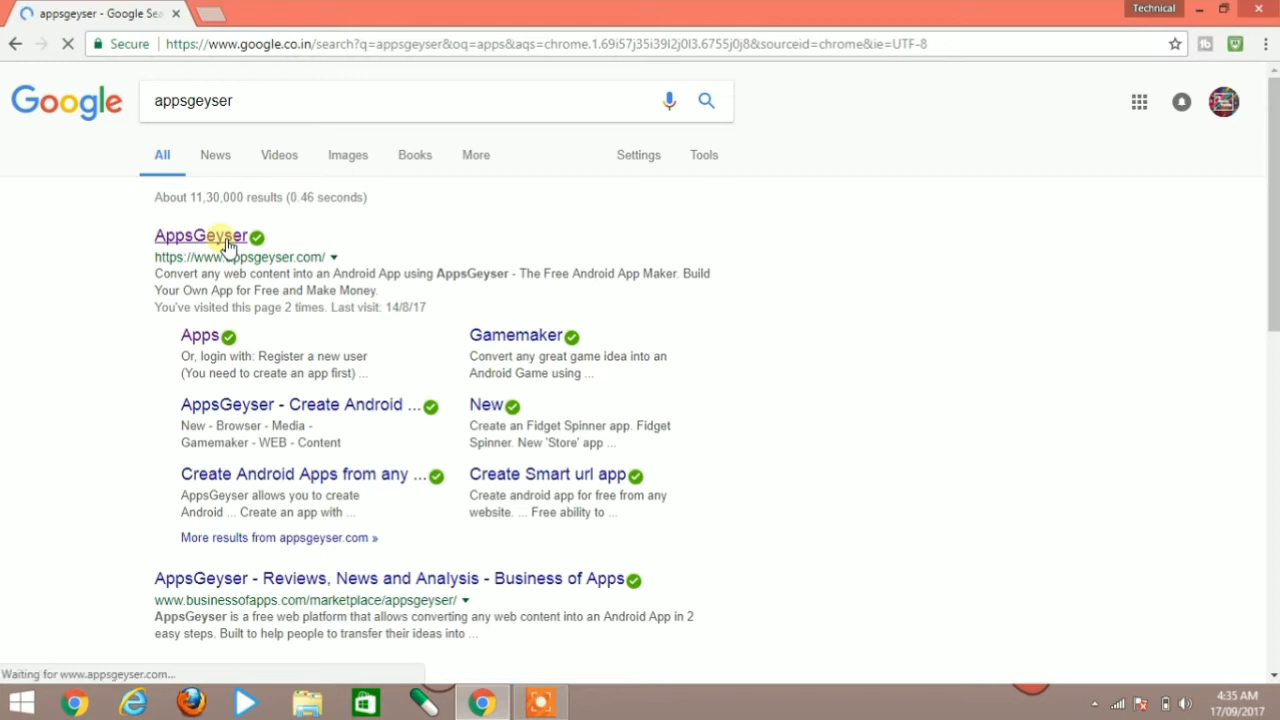 appsgeyser - Google Sea
Technical
Secure
https://www.google.co.in/search?q=appsgeyser&oq=apps&aqs=chrome.1.69i57j35i39l2j0l3.6755j0j8&sourceid=chrome&ie=UTF-8
Google
appsgeyser
All News Videos Images Books More Settings Tools
About 11,30,000 results (0.46 seconds)
AppsGeyser
https://www.appsgeyser.com/
Convert any web content into an Android App using AppsGeyser - The Free Android App Maker. Build
Your Own App for Free and Make Money.
You've visited this page 2 times. Last visit: 14/8/17
Apps
Or, login with: Register a new user
(You need to create an app first) ...
Gamemaker
Convert any great game idea into an
Android Game using ...
AppsGeyser - Create Android ...
New - Browser - Media -
Gamemaker - WEB - Content
New
Create an Fidget Spinner app. Fidget
Spinner. New 'Store' app ...
Create Android Apps from any ...
AppsGeyser allows you to create
Android ... Create an app with ...
Create Smart url app
Create android app for free from any
website. ... Free ability to ...
More results from appsgeyser.com »
AppsGeyser - Reviews, News and Analysis - Business of Apps
www.businessofapps.com/marketplace/appsgeyser/
AppsGeyser is a free web platform that allows converting any web content into an Android App in 2
easy steps. Built to help people to transfer their ideas into ...
Waiting for www.appsgeyser.com...
4:35 AM
17/09/2017